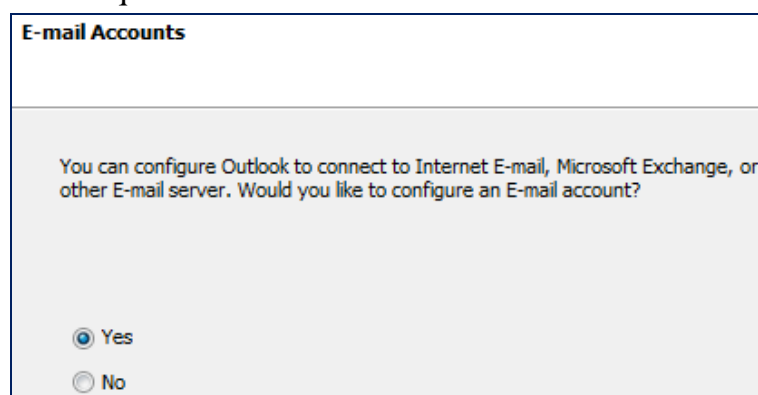 E-mail Accounts
You can configure Outlook to connect to Internet E-mail, Microsoft Exchange, or
other E-mail server. Would you like to configure an E-mail account?
Yes
No